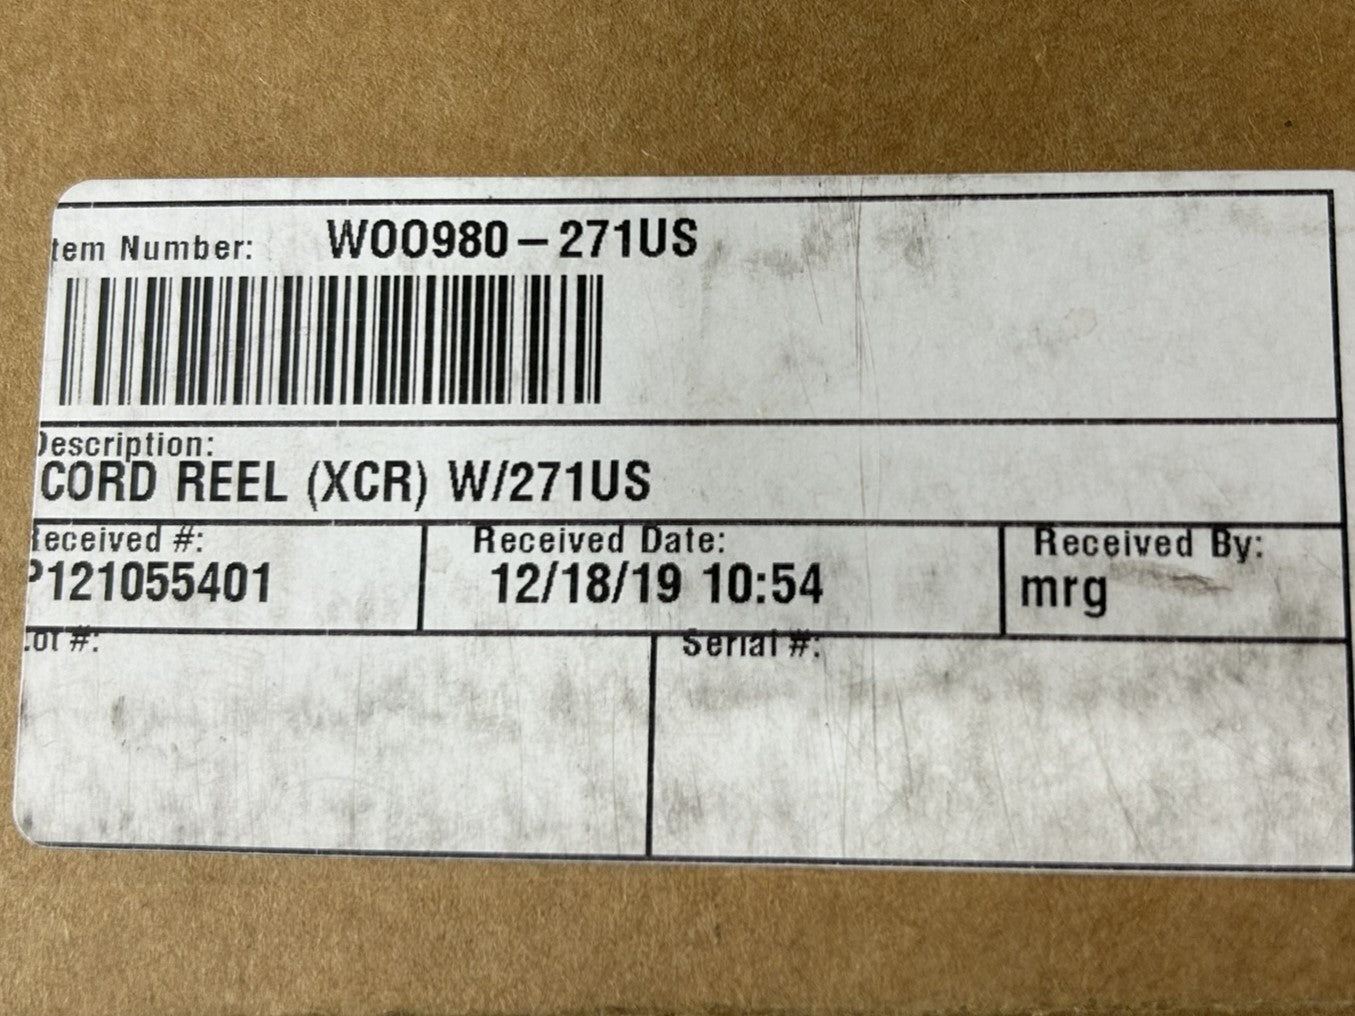 tem Number: W00980-271US
Description:
CORD REEL (XCR) W/271US
Received #: Received Date: Received By:
P121055401 12/18/19 10:54 mrg
Lot #: Serial #: